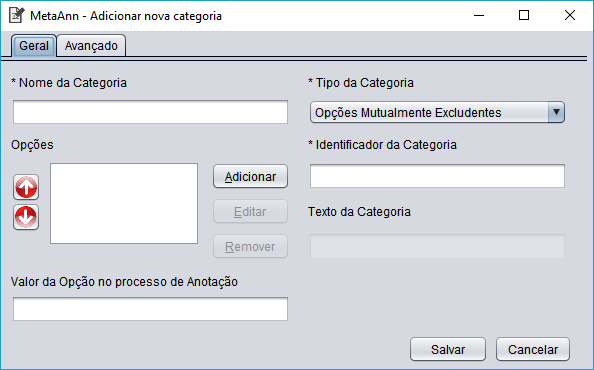 MetaAnn - Adicionar nova categoria
Geral Avançado
* Nome da Categoria
* Tipo da Categoria
Opções Mutualmente Excludentes
Opções
* Identificador da Categoria
Adicionar
Editar
Texto da Categoria
Remover
Valor da Opção no processo de Anotação
Salvar Cancelar